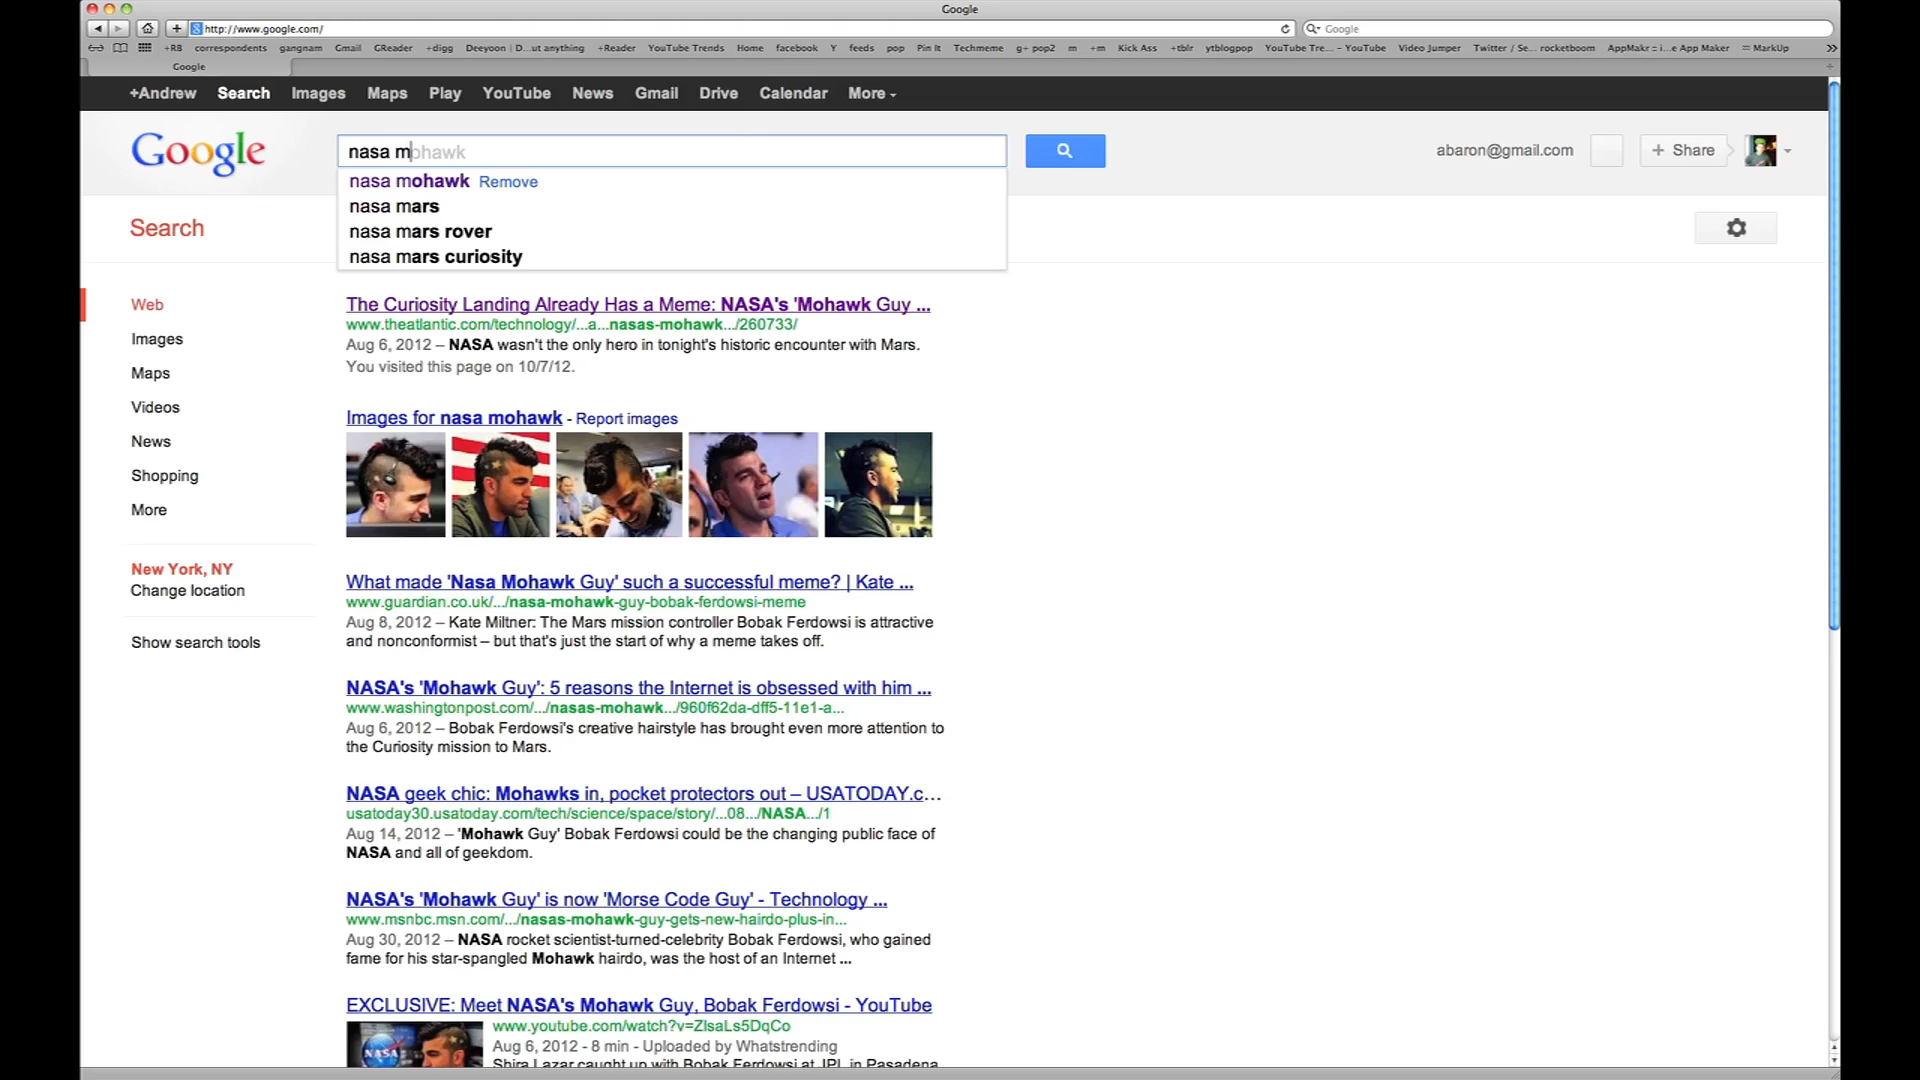 Google
http://www.google.com/
Google
+RB correspondents gangnam Gmail GReader +digg Deeyoon | D...ut anything +Reader YouTube Trends Home facebook Y feeds pop Pin It Techmeme g+ pop2 m +m Kick Ass +tblr ytblogpop YouTube Tre... – YouTube Video Jumper Twitter / Se... rocketboom AppMakr :: i...e App Maker :: MarkUp
Google
+Andrew Search Images Maps Play YouTube News Gmail Drive Calendar More
Google
nasa mohawk
abaron@gmail.com
+ Share
nasa mohawk Remove
nasa mars
nasa mars rover
nasa mars curiosity
Search
Web
Images
Maps
Videos
News
Shopping
More
New York, NY
Change location
Show search tools
The Curiosity Landing Already Has a Meme: NASA's 'Mohawk Guy ...
www.theatlantic.com/technology/...a...nasas-mohawk.../260733/
Aug 6, 2012 – NASA wasn't the only hero in tonight's historic encounter with Mars.
You visited this page on 10/7/12.
Images for nasa mohawk - Report images
What made 'Nasa Mohawk Guy' such a successful meme? | Kate ...
www.guardian.co.uk/.../nasa-mohawk-guy-bobak-ferdowsi-meme
Aug 8, 2012 – Kate Miltner: The Mars mission controller Bobak Ferdowsi is attractive
and nonconformist – but that's just the start of why a meme takes off.
NASA's 'Mohawk Guy': 5 reasons the Internet is obsessed with him ...
www.washingtonpost.com/.../nasas-mohawk.../960f62da-dff5-11e1-a...
Aug 6, 2012 – Bobak Ferdowsi's creative hairstyle has brought even more attention to
the Curiosity mission to Mars.
NASA geek chic: Mohawks in, pocket protectors out – USATODAY.c...
usatoday30.usatoday.com/tech/science/space/story/...08.../NASA.../1
Aug 14, 2012 – 'Mohawk Guy' Bobak Ferdowsi could be the changing public face of
NASA and all of geekdom.
NASA's 'Mohawk Guy' is now 'Morse Code Guy' - Technology ...
www.msnbc.msn.com/.../nasas-mohawk-guy-gets-new-hairdo-plus-in...
Aug 30, 2012 – NASA rocket scientist-turned-celebrity Bobak Ferdowsi, who gained
fame for his star-spangled Mohawk hairdo, was the host of an Internet ...
EXCLUSIVE: Meet NASA's Mohawk Guy, Bobak Ferdowsi - YouTube
www.youtube.com/watch?v=ZlsaLs5DqCo
Aug 6, 2012 - 8 min - Uploaded by Whatstrending
Shira Lazar caught up with Bobak Ferdowsi at JPL in Pasadena
NASA